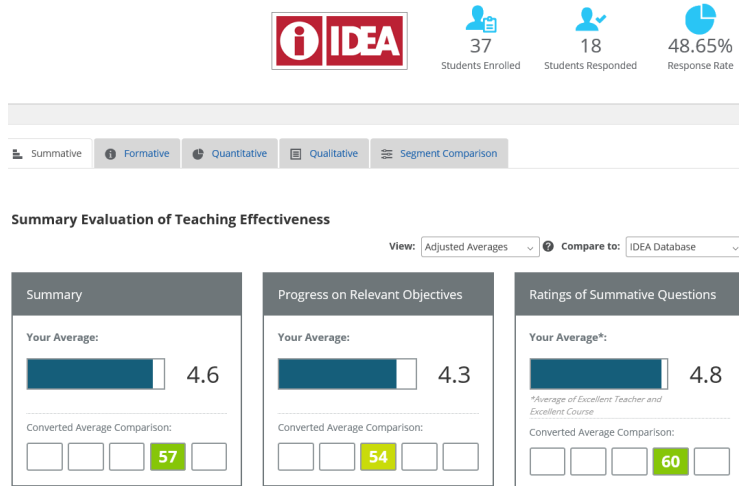 IDEA
37
Students Enrolled
18
Students Responded
48.65%
Response Rate
Summative
Formative
Quantitative
Qualitative
Segment Comparison
Summary Evaluation of Teaching Effectiveness
View: Adjusted Averages Compare to: IDEA Database
Summary
Your Average:
4.6
Converted Average Comparison:
57
Progress on Relevant Objectives
Your Average:
4.3
Converted Average Comparison:
54
Ratings of Summative Questions
Your Average*:
4.8
*Average of Excellent Teacher and
Excellent Course
Converted Average Comparison:
60